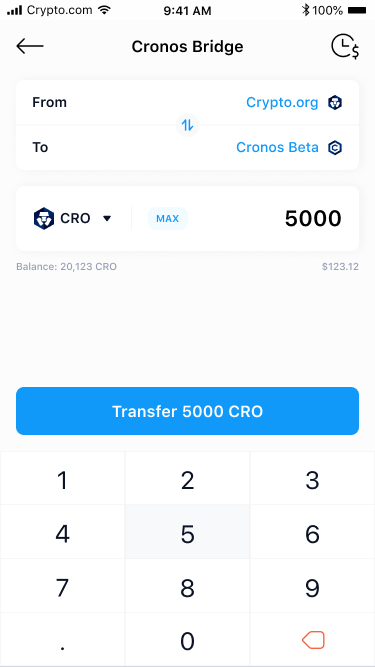 Crypto.com 9:41 AM 100%
Cronos Bridge
From Crypto.org
To Cronos Beta
CRO MAX 5000
Balance: 20,123 CRO $123.12
Transfer 5000 CRO
1 2 3
4 5 6
7 8 9
. 0